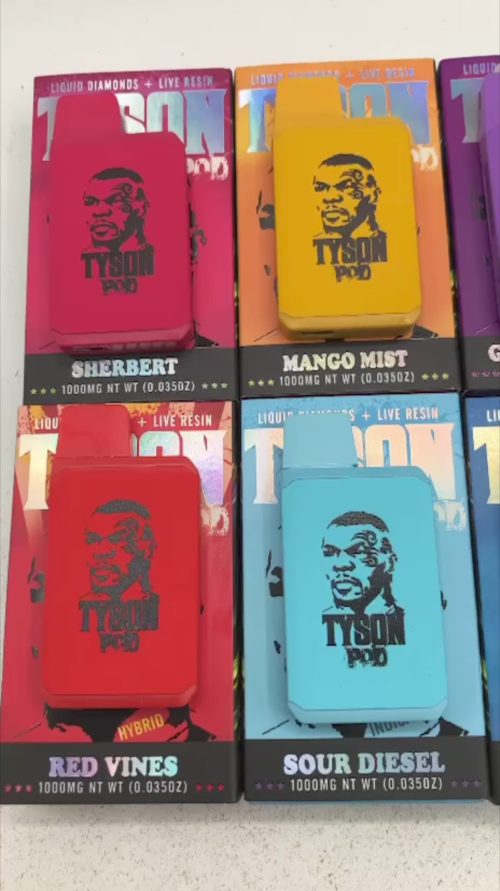 LIQUID DIAMONDS + LIVE RESIN
TYSON
POD
SHERBERT
1000MG NT WT (0.035OZ)
LIVE RESIN
TYSON
POD
MANGO MIST
1000MG NT WT (0.035OZ)
+ LIVE RESIN
TYSON
POD
HYBRID
RED VINES
1000MG NT WT (0.035OZ)
+ LIVE RESIN
TYSON
POD
SOUR DIESEL
1000MG NT WT (0.035OZ)